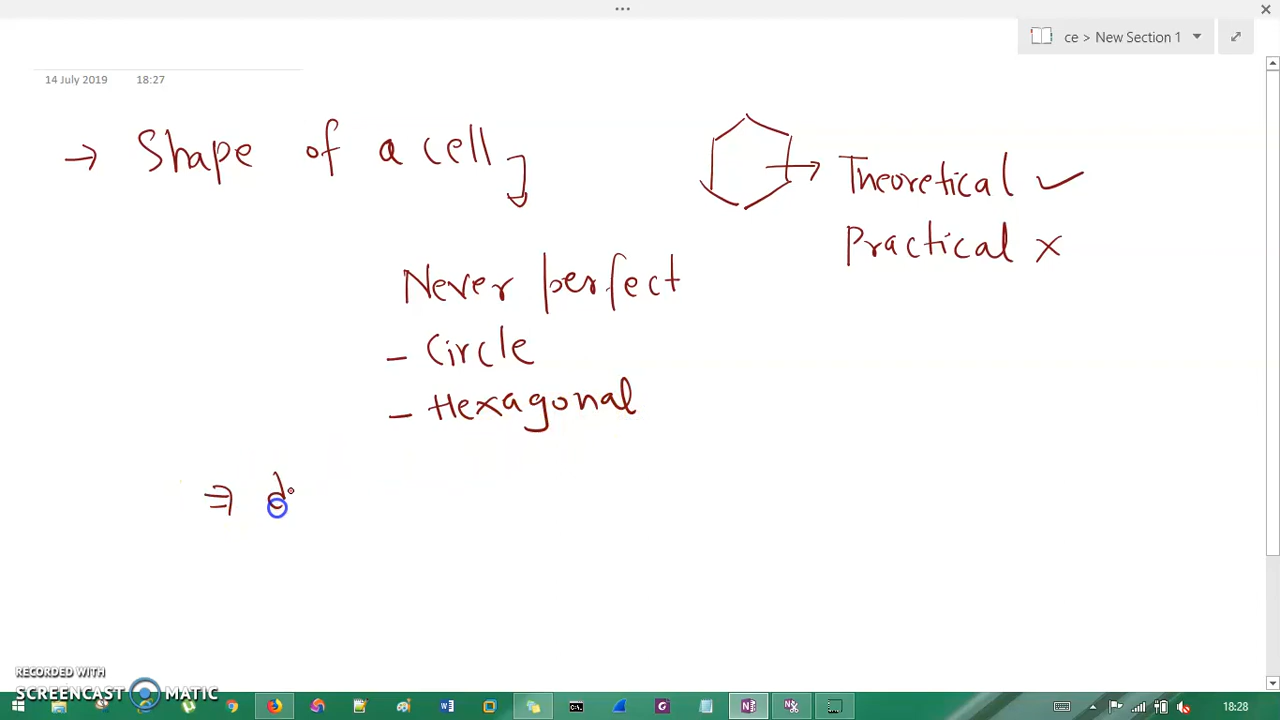 ce > New Section 1
14 July 2019 18:27
→ Shape of a cell
Theoretical ✓
Practical x
Never perfect
- Circle
- Hexagonal
⇒
RECORDED WITH
SCREENCAST MATIC
18:28